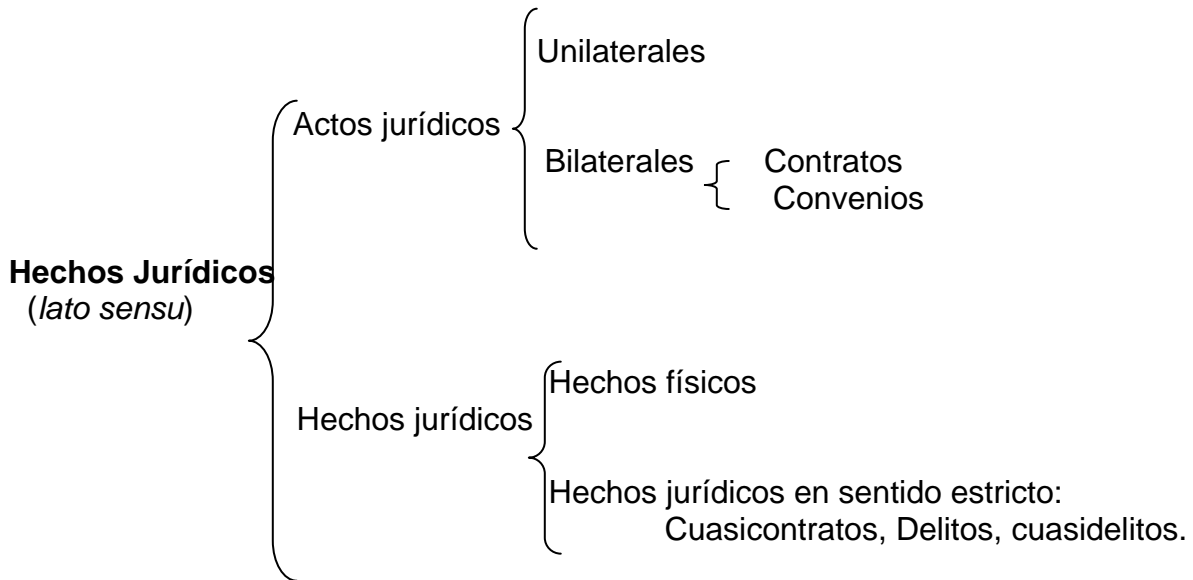 Hechos Jurídicos
(lato sensu)
Actos jurídicos
Unilaterales
Bilaterales
Contratos
Convenios
Hechos jurídicos
Hechos físicos
Hechos jurídicos en sentido estricto:
Cuasicontratos, Delitos, cuasidelitos.